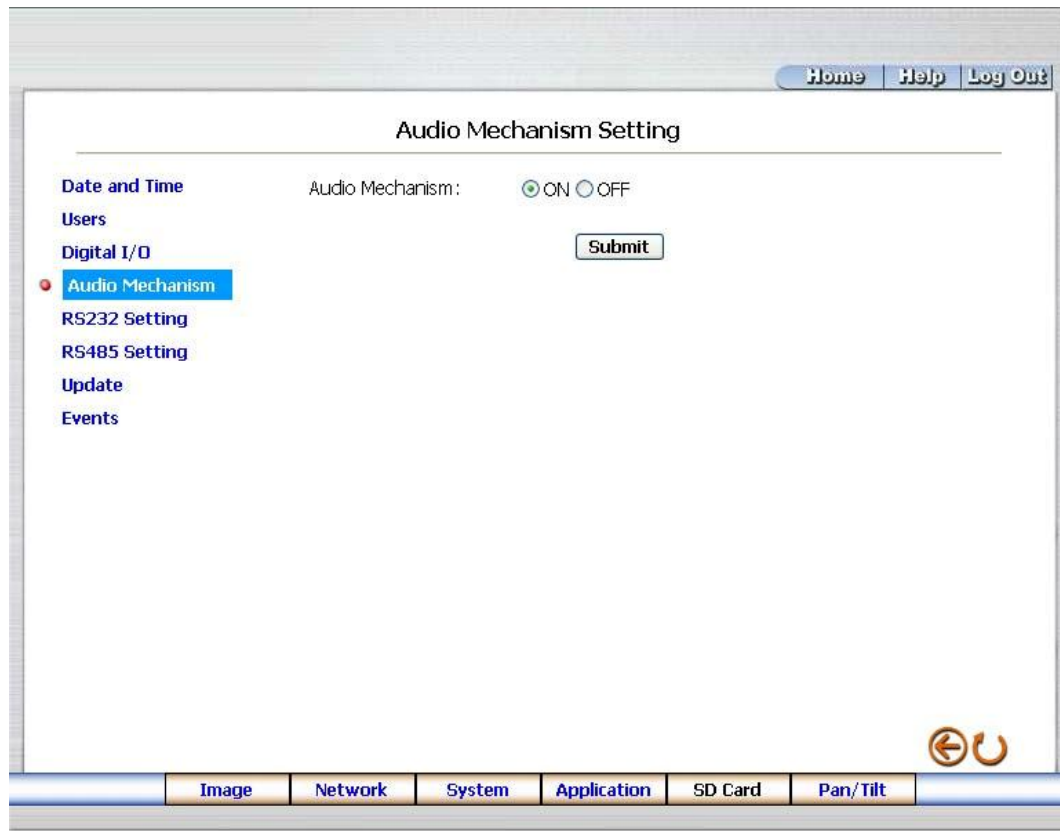 Home Help Log Out
Audio Mechanism Setting
Date and Time
Users
Digital I/O
Audio Mechanism
RS232 Setting
RS485 Setting
Update
Events
Audio Mechanism: ON OFF
Submit
Image Network System Application SD Card Pan/Tilt